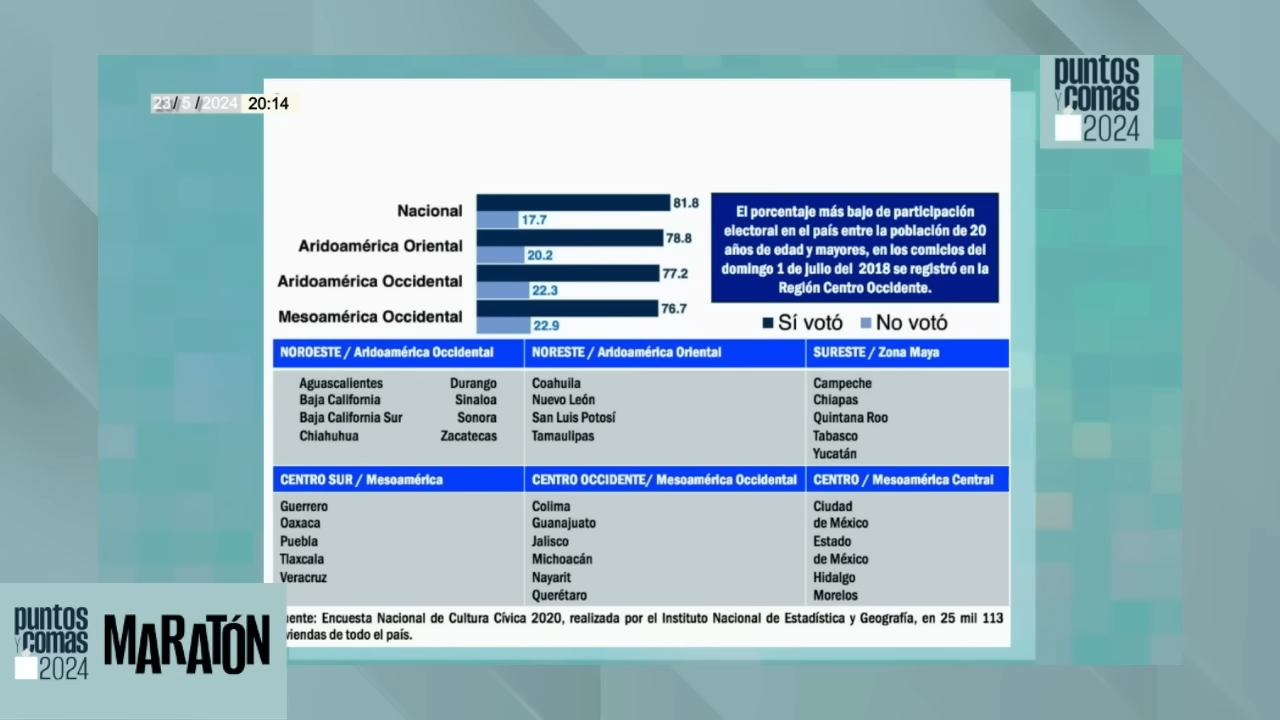 puntos
y comas
2024
23/ 5 /2024 20:14
Nacional 81.8
17.7
Aridoamérica Oriental 78.8
20.2
Aridoamérica Occidental 77.2
22.3
Mesoamérica Occidental 76.7
22.9
El porcentaje más bajo de participación
electoral en el país entre la población de 20
años de edad y mayores, en los comicios del
domingo 1 de julio del 2018 se registró en la
Región Centro Occidente.
Sí votó No votó
NOROESTE / Aridoamérica Occidental
Aguascalientes Durango
Baja California Sinaloa
Baja California Sur Sonora
Chiahuhua Zacatecas
NORESTE / Aridoamérica Oriental
Coahuila
Nuevo León
San Luis Potosí
Tamaulipas
SURESTE / Zona Maya
Campeche
Chiapas
Quintana Roo
Tabasco
Yucatán
CENTRO SUR / Mesoamérica
Guerrero
Oaxaca
Puebla
Tlaxcala
Veracruz
CENTRO OCCIDENTE/ Mesoamérica Occidental
Colima
Guanajuato
Jalisco
Michoacán
Nayarit
Querétaro
CENTRO / Mesoamérica Central
Ciudad
de México
Estado
de México
Hidalgo
Morelos
uente: Encuesta Nacional de Cultura Cívica 2020, realizada por el Instituto Nacional de Estadística y Geografía, en 25 mil 113
viendas de todo el país.
puntos
y comas
2024
MARATÓN